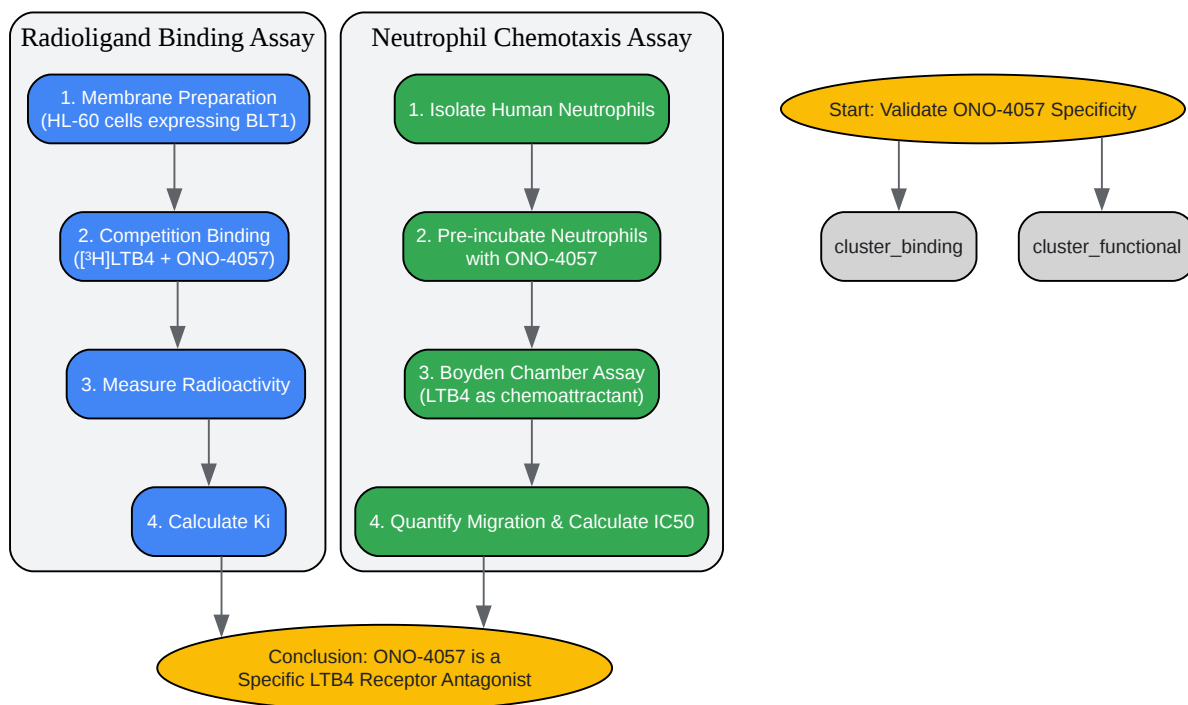 Radioligand Binding Assay
1. Membrane Preparation
(HL-60 cells expressing BLT1)
2. Competition Binding
([³H]LTB4 + ONO-4057)
3. Measure Radioactivity
4. Calculate Ki
Neutrophil Chemotaxis Assay
1. Isolate Human Neutrophils
2. Pre-incubate Neutrophils
with ONO-4057
3. Boyden Chamber Assay
(LTB4 as chemoattractant)
4. Quantify Migration & Calculate IC50
Start: Validate ONO-4057 Specificity
cluster_binding
cluster_functional
Conclusion: ONO-4057 is a
Specific LTB4 Receptor Antagonist